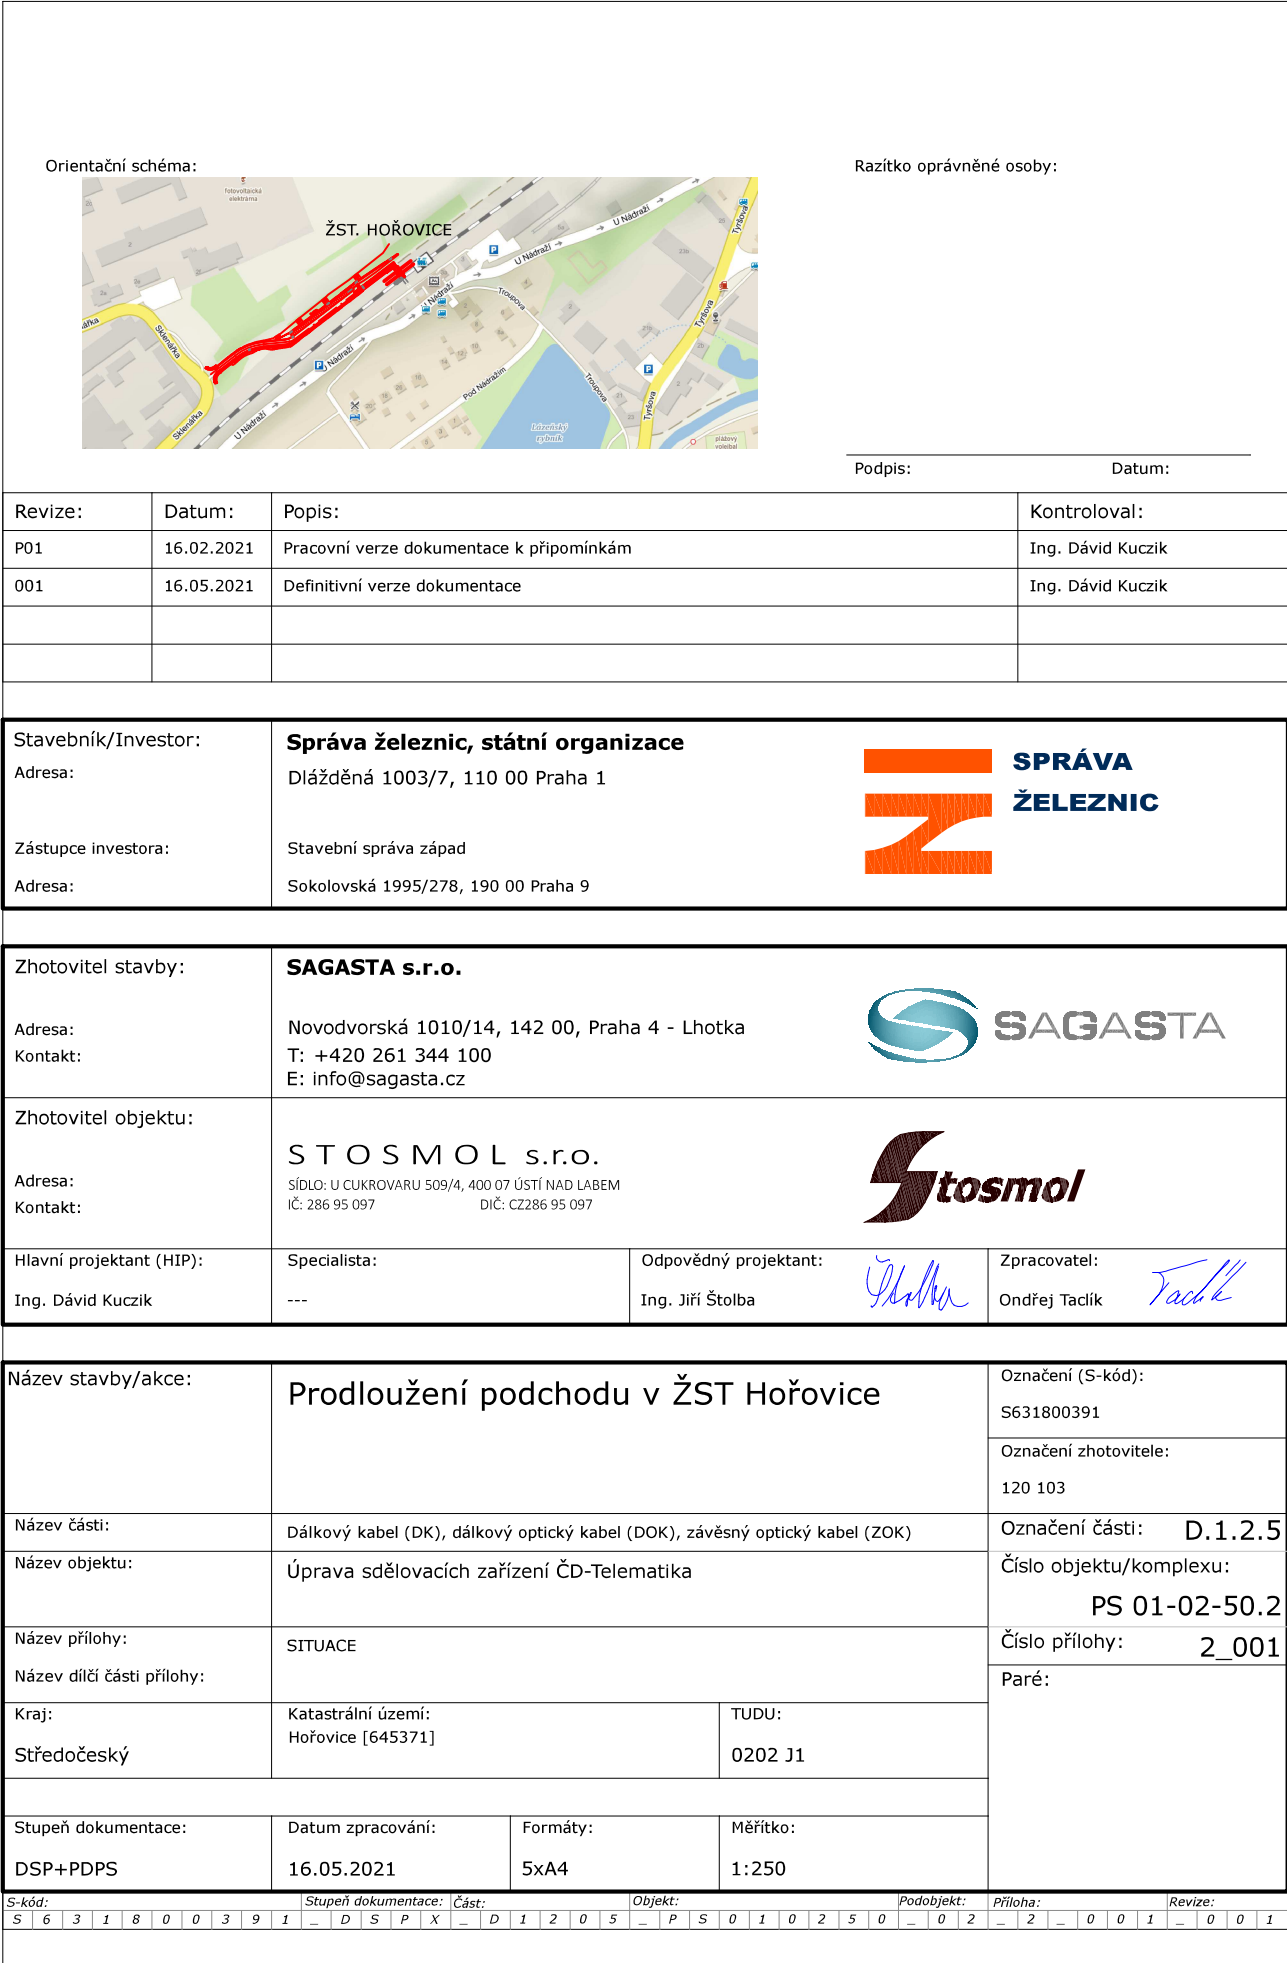 Orientační schéma:
Razítko oprávněné osoby:
fotovoltaická
elektrárna
ŽST. HOŘOVICE
U Nádraží
U Nádraží
U Nádraží
U Nádraží
U Nádraží
Tyršova
Tyršova
Tyršova
Troupova
Troupova
Pod Nádražím
Sklenářka
Sklenářka
Lázeňský
rybník
plážový
volejbal
Podpis:
Datum:
Revize: Datum: Popis: Kontroloval:
P01 16.02.2021 Pracovní verze dokumentace k připomínkám Ing. Dávid Kuczik
001 16.05.2021 Definitivní verze dokumentace Ing. Dávid Kuczik
Stavebník/Investor: Správa železnic, státní organizace
Adresa: Dlážděná 1003/7, 110 00 Praha 1
SPRÁVA
ŽELEZNIC
Zástupce investora: Stavební správa západ
Adresa: Sokolovská 1995/278, 190 00 Praha 9
Zhotovitel stavby: SAGASTA s.r.o.
Adresa: Novodvorská 1010/14, 142 00, Praha 4 - Lhotka
Kontakt: T: +420 261 344 100
E: info@sagasta.cz
SAGASTA
Zhotovitel objektu:
STOSMOL s.r.o.
Adresa: SÍDLO: U CUKROVARU 509/4, 400 07 ÚSTÍ NAD LABEM
Kontakt: IČ: 286 95 097 DIČ: CZ286 95 097
Stosmol
Hlavní projektant (HIP): Specialista: Odpovědný projektant: Zpracovatel:
Ing. Dávid Kuczik --- Ing. Jiří Štolba Štolba Ondřej Taclík Taclík
Název stavby/akce: Prodloužení podchodu v ŽST Hořovice
Označení (S-kód):
S631800391
Označení zhotovitele:
120 103
Název části: Dálkový kabel (DK), dálkový optický kabel (DOK), závěsný optický kabel (ZOK)
Označení části: D.1.2.5
Název objektu: Úprava sdělovacích zařízení ČD-Telematika
Číslo objektu/komplexu:
PS 01-02-50.2
Název přílohy: SITUACE
Číslo přílohy: 2_001
Název dílčí části přílohy:
Paré:
Kraj: Katastrální území: TUDU:
Hořovice [645371]
Středočeský 0202 J1
Stupeň dokumentace: Datum zpracování: Formáty: Měřítko:
DSP+PDPS 16.05.2021 5xA4 1:250
S-kód: Stupeň dokumentace: Část: Objekt: Podobjekt: Příloha: Revize:
S 6 3 1 8 0 0 3 9 1 _ D S P X _ D 1 2 0 5 _ P S 0 1 0 2 5 0 _ 0 2 _ 2 _ 0 0 1 _ 0 0 1